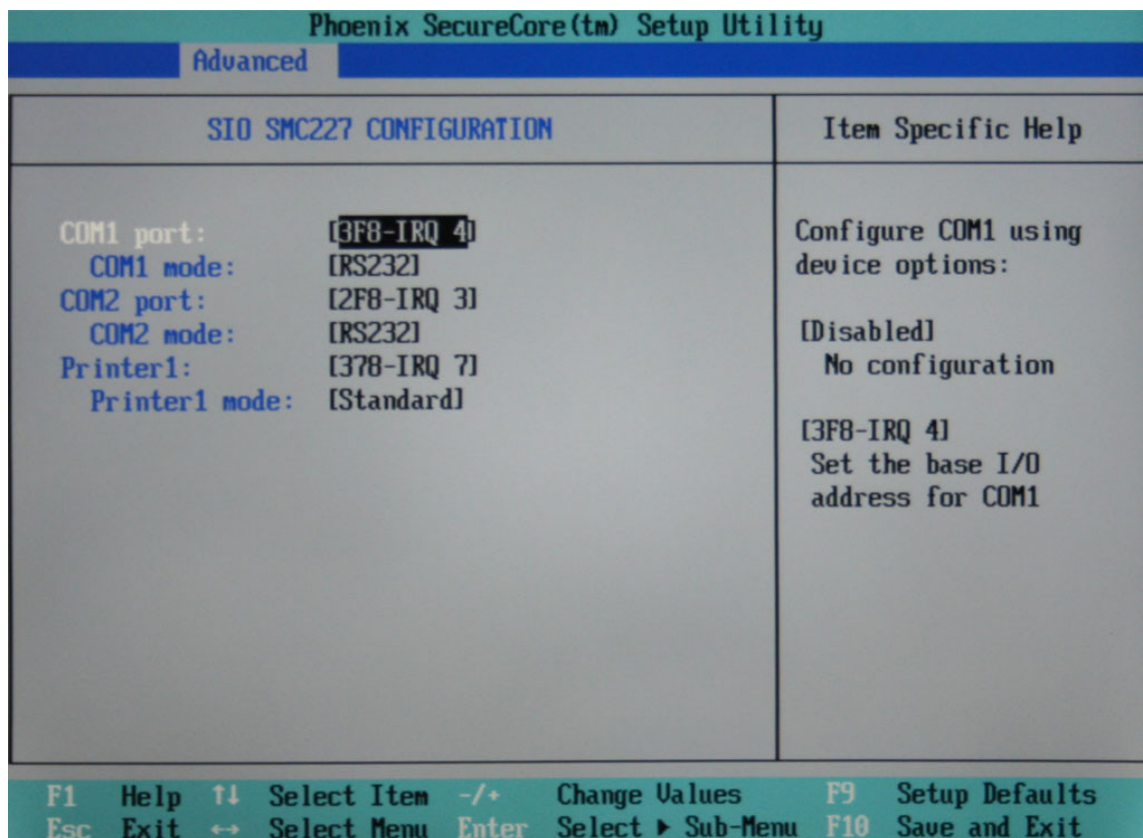 Phoenix SecureCore(tm) Setup Utility
Advanced
SIO SMC227 CONFIGURATION
COM1 port: [3F8-IRQ 4]
COM1 mode: [RS232]
COM2 port: [2F8-IRQ 3]
COM2 mode: [RS232]
Printer1: [378-IRQ 7]
Printer1 mode: [Standard]
Item Specific Help
Configure COM1 using
device options:
[Disabled]
No configuration
[3F8-IRQ 4]
Set the base I/O
address for COM1
F1 Help ↑↓ Select Item -/+ Change Values F9 Setup Defaults
Esc Exit ↔ Select Menu Enter Select ▶ Sub-Menu F10 Save and Exit